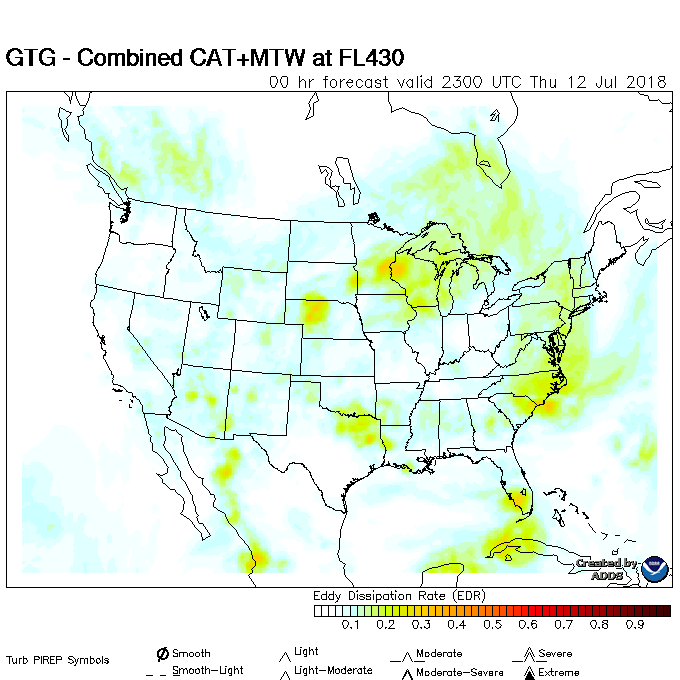 GTG - Combined CAT+MTW at FL430
00 hr forecast valid 2300 UTC Thu 12 Jul 2018
Created by
ADDS
Eddy Dissipation Rate (EDR)
0.1 0.2 0.3 0.4 0.5 0.6 0.7 0.8 0.9
Turb PIREP Symbols
Smooth Light Moderate Severe
Smooth-Light Light-Moderate Moderate-Severe Extreme